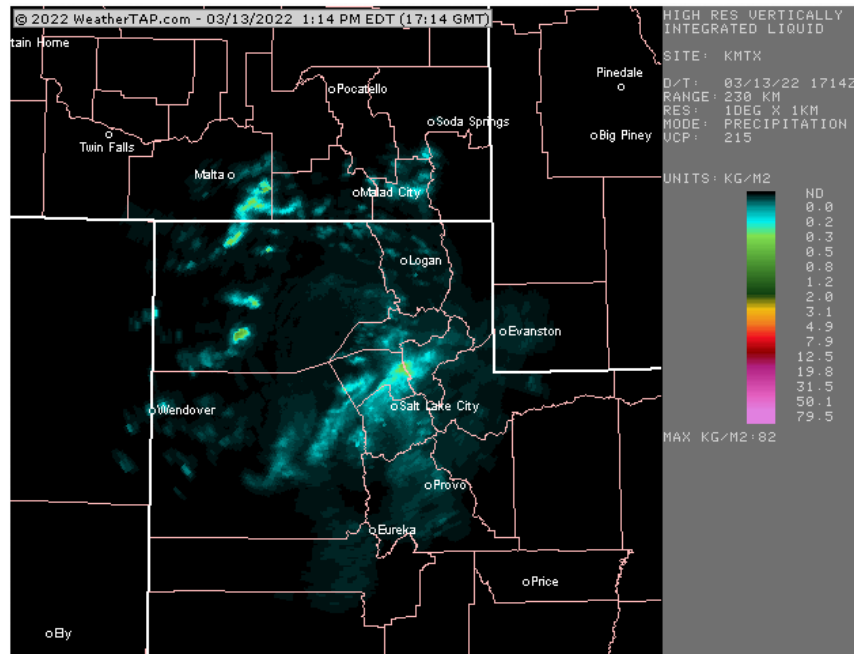 © 2022 WeatherTAP.com - 03/13/2022 1:14 PM EDT (17:14 GMT)
tain Home
Pocatello
Pinedale
Soda Springs
Twin Falls
Big Piney
Malta
Malad City
Logan
Evanston
Wendover
Salt Lake City
Provo
Eureka
Price
Ely
HIGH RES VERTICALLY
INTEGRATED LIQUID
SITE: KMTX
D/T: 03/13/22 1714Z
RANGE: 230 KM
RES: 1DEG X 1KM
MODE: PRECIPITATION
VCP: 215
UNITS: KG/M2
ND
0.0
0.2
0.3
0.5
0.8
1.2
2.0
3.1
4.9
7.9
12.5
19.8
31.5
50.1
79.5
MAX KG/M2:82